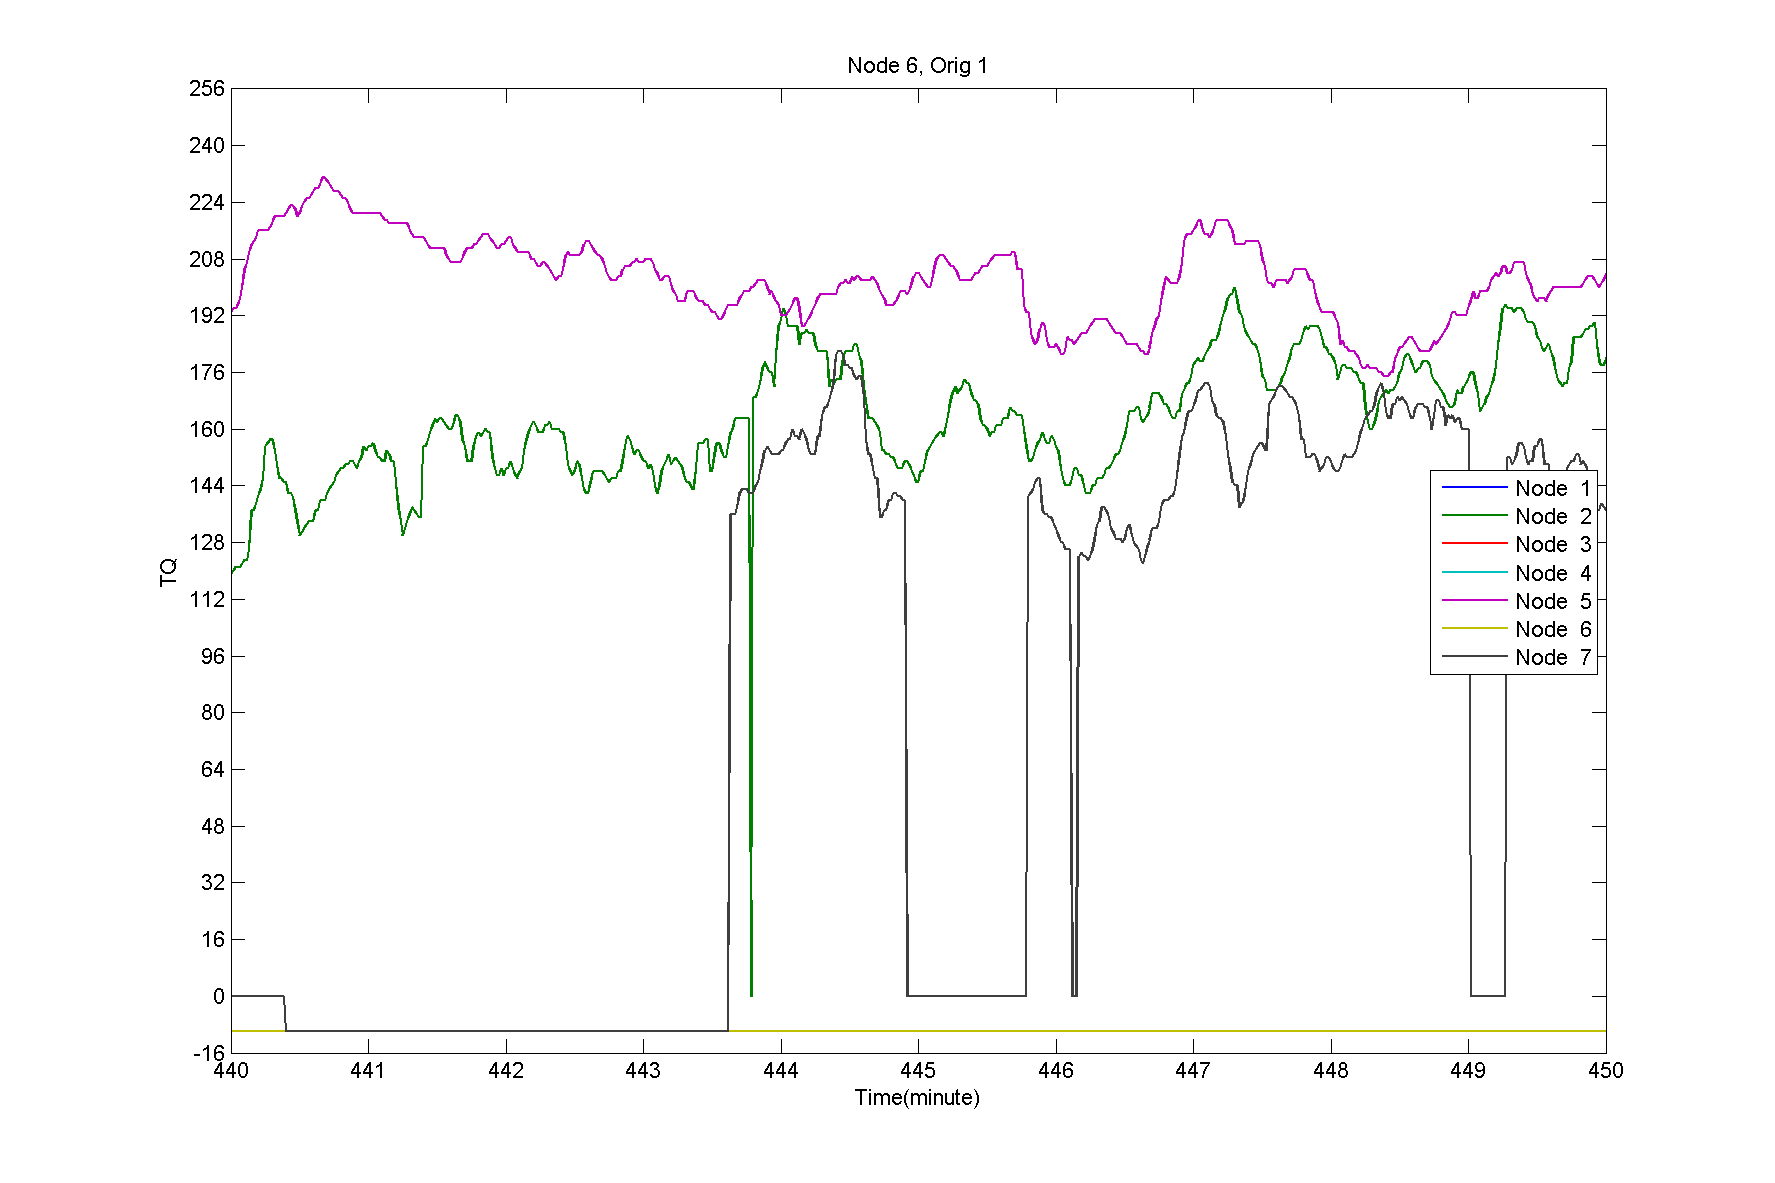 Node 6, Orig 1
256
240
224
208
192
176
160
144
128
112
96
80
64
48
32
16
0
-16
TQ
440 441 442 443 444 445 446 447 448 449 450
Time(minute)
Node 1
Node 2
Node 3
Node 4
Node 5
Node 6
Node 7